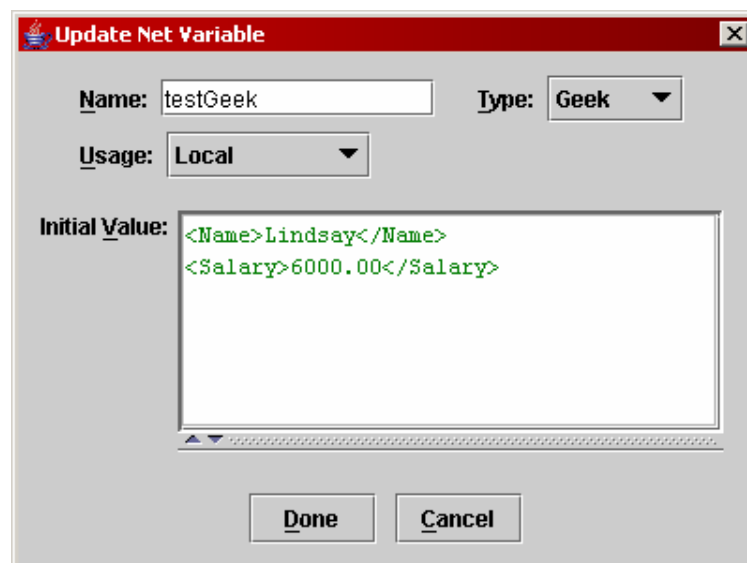 Update Net Variable
Name: testGeek Type: Geek
Usage: Local
Initial Value: <Name>Lindsay</Name>
<Salary>6000.00</Salary>
Done Cancel